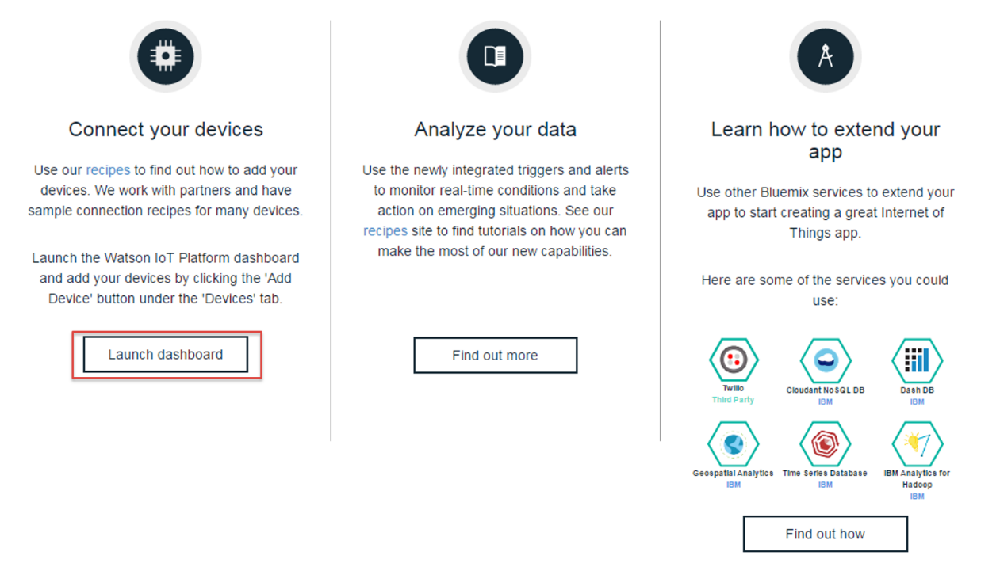 Connect your devices
Use our recipes to find out how to add your
devices. We work with partners and have
sample connection recipes for many devices.
Launch the Watson IoT Platform dashboard
and add your devices by clicking the 'Add
Device' button under the 'Devices' tab.
Launch dashboard
Analyze your data
Use the newly integrated triggers and alerts
to monitor real-time conditions and take
action on emerging situations. See our
recipes site to find tutorials on how you can
make the most of our new capabilities.
Find out more
Learn how to extend your
app
Use other Bluemix services to extend your
app to start creating a great Internet of
Things app.
Here are some of the services you could
use:
Twilio
Third Party
Cloudant NoSQL DB
IBM
Dash DB
IBM
Geospatial Analytics
IBM
Time Series Database
IBM
IBM Analytics for
Hadoop
IBM
Find out how